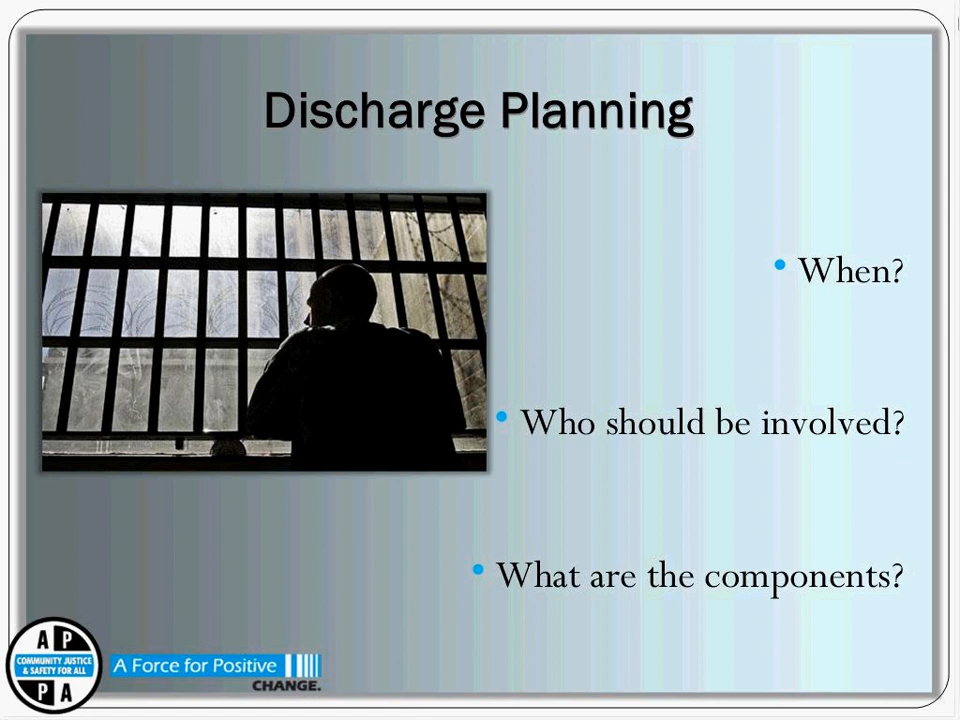 Discharge Planning
• When?
• Who should be involved?
• What are the components?
A P
COMMUNITY JUSTICE
& SAFETY FOR ALL
P A
A Force for Positive
CHANGE.